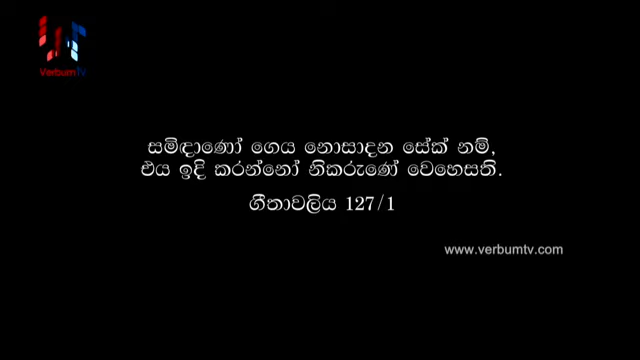 VerbumTV
සමිඳාණෝ ගෙය නොසාදන සේක් නම්,
එය ඉදි කරන්නෝ නිකරුණේ වෙහෙසති.
ගීතාවලිය 127/1
www.verbumtv.com